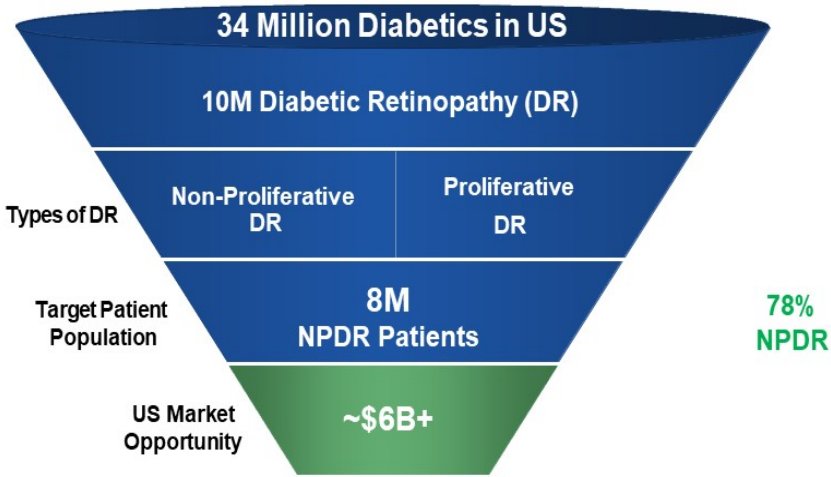 34 Million Diabetics in US
10M Diabetic Retinopathy (DR)
Types of DR
Non-Proliferative
DR
Proliferative
DR
Target Patient
Population
8M
NPDR Patients
78%
NPDR
US Market
Opportunity
~$6B+